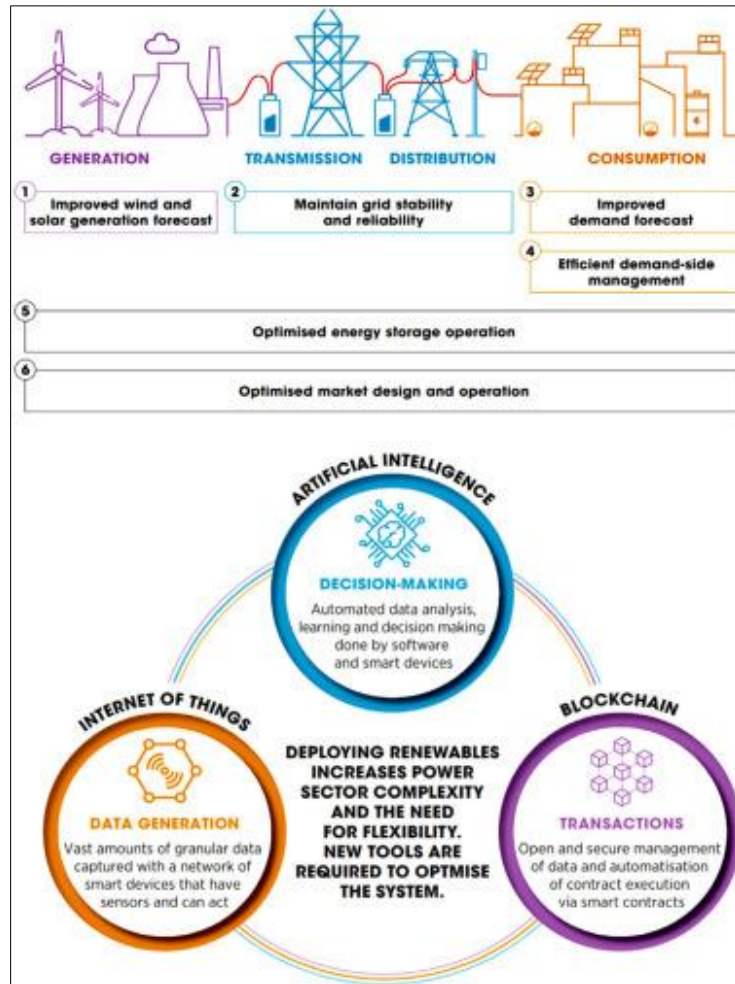 GENERATION
TRANSMISSION
DISTRIBUTION
CONSUMPTION
1
Improved wind and
solar generation forecast
2
Maintain grid stability
and reliability
3
Improved
demand forecast
4
Efficient demand-side
management
5
Optimised energy storage operation
6
Optimised market design and operation
ARTIFICIAL INTELLIGENCE
DECISION-MAKING
Automated data analysis,
learning and decision making
done by software
and smart devices
INTERNET OF THINGS
DATA GENERATION
Vast amounts of granular data
captured with a network of
smart devices that have
sensors and can act
DEPLOYING RENEWABLES
INCREASES POWER
SECTOR COMPLEXITY
AND THE NEED
FOR FLEXIBILITY.
NEW TOOLS ARE
REQUIRED TO OPTIMISE
THE SYSTEM.
BLOCKCHAIN
TRANSACTIONS
Open and secure management
of data and automatisation
of contract execution
via smart contracts